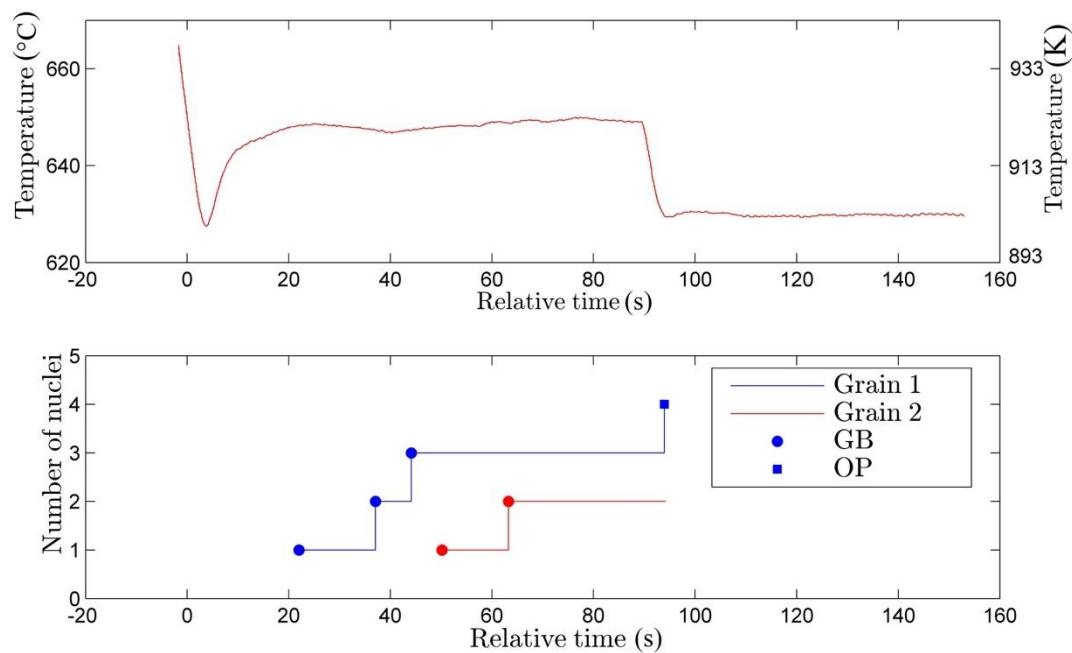 Temperature (°C)
660
640
620
933
913
893
Temperature (K)
-20 0 20 40 60 80 100 120 140 160
Relative time (s)
Number of nuclei
5
4
3
2
1
0
Grain 1
Grain 2
GB
OP
-20 0 20 40 60 80 100 120 140 160
Relative time (s)